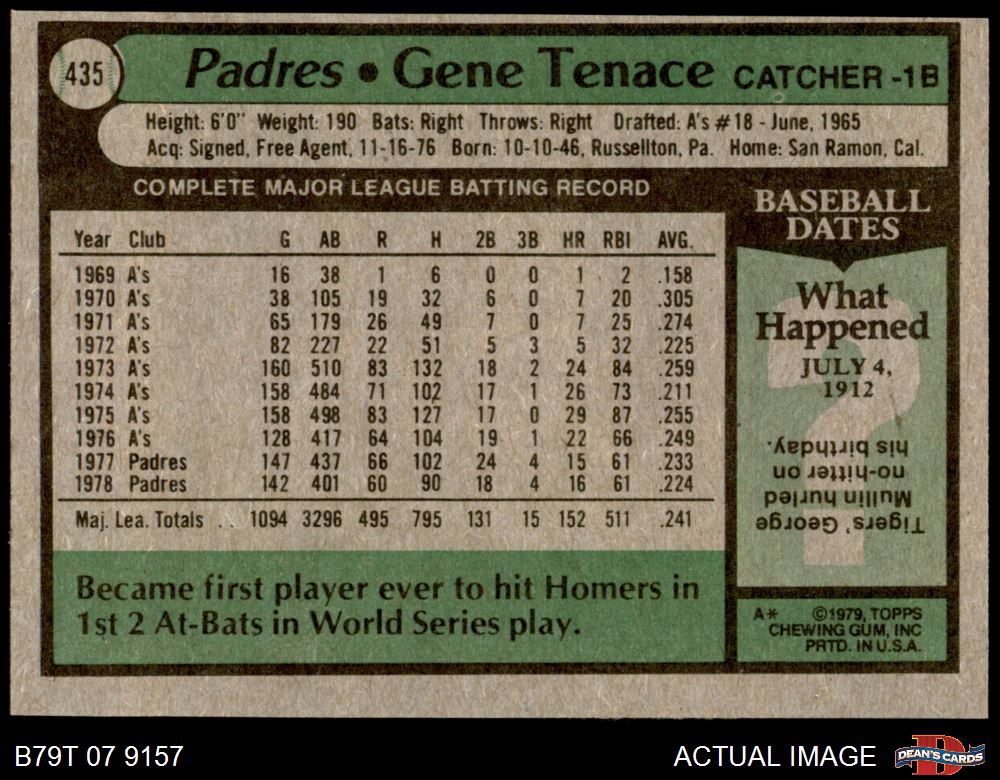 435
Padres • Gene Tenace CATCHER -1B
Height: 6'0" Weight: 190 Bats: Right Throws: Right Drafted: A's #18 - June, 1965
Acq: Signed, Free Agent, 11-16-76 Born: 10-10-46, Russellton, Pa. Home: San Ramon, Cal.
COMPLETE MAJOR LEAGUE BATTING RECORD
Year Club G AB R H 2B 3B HR RBI AVG.
1969 A's 16 38 1 6 0 0 1 2 .158
1970 A's 38 105 19 32 6 0 7 20 .305
1971 A's 65 179 26 49 7 0 7 25 .274
1972 A's 82 227 22 51 5 3 5 32 .225
1973 A's 160 510 83 132 18 2 24 84 .259
1974 A's 158 484 71 102 17 1 26 73 .211
1975 A's 158 498 83 127 17 0 29 87 .255
1976 A's 128 417 64 104 19 1 22 66 .249
1977 Padres 147 437 66 102 24 4 15 61 .233
1978 Padres 142 401 60 90 18 4 16 61 .224
Maj. Lea. Totals . . 1094 3296 495 795 131 15 152 511 .241
Became first player ever to hit Homers in
1st 2 At-Bats in World Series play.
BASEBALL
DATES
What
Happened
JULY 4,
1912
?
Tigers' George
Mullin hurled
no-hitter on
his birthday.
A* ©1979, TOPPS
CHEWING GUM, INC
PRTD. IN U.S.A.
B79T 07 9157
ACTUAL IMAGE
D
DEAN'S CARDS